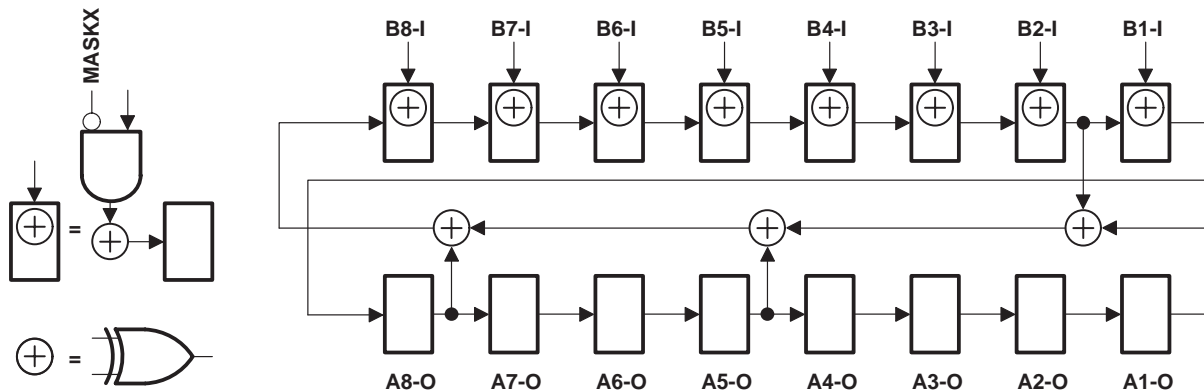 MASKX
B8-I B7-I B6-I B5-I B4-I B3-I B2-I B1-I
=
=
A8-O A7-O A6-O A5-O A4-O A3-O A2-O A1-O